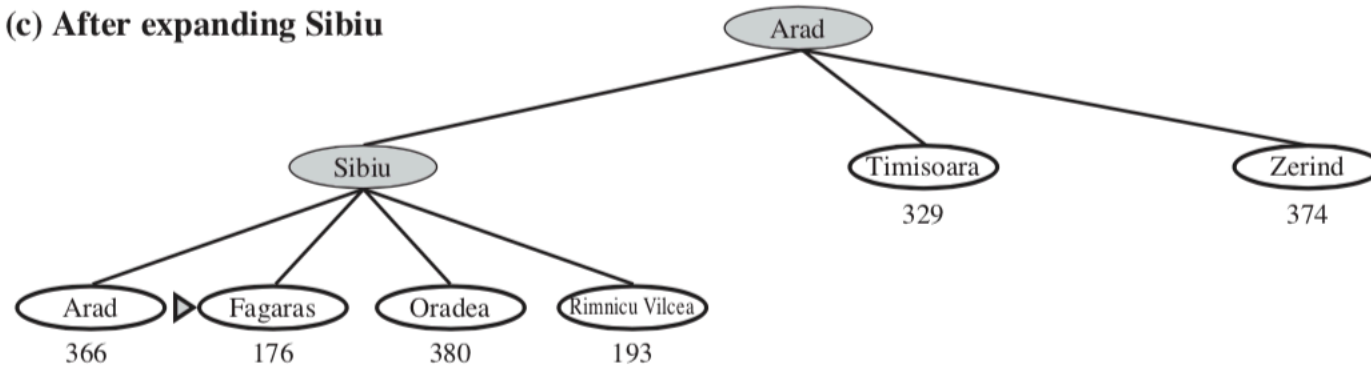 (c) After expanding Sibiu
Arad
Sibiu
Timisoara
Zerind
329
374
Arad
Fagaras
Oradea
Rimnicu Vilcea
366
176
380
193